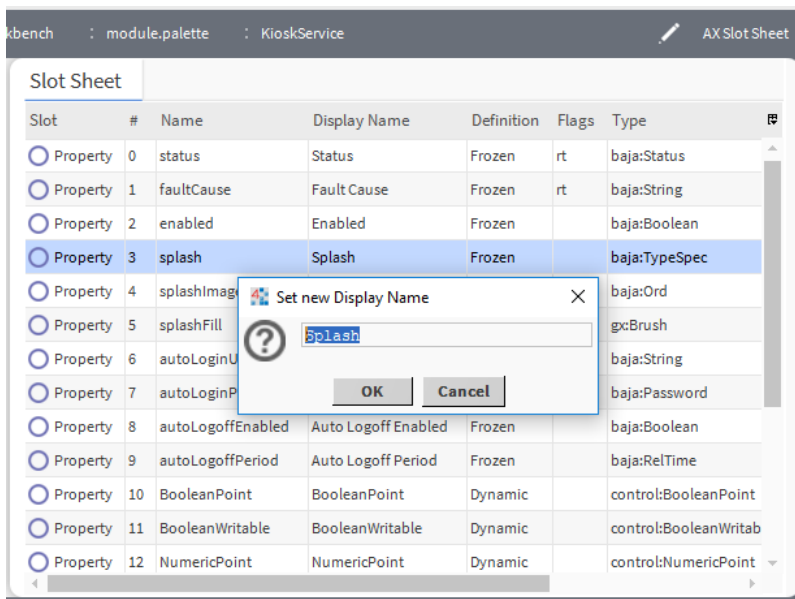 kbench : module.palette : KioskService AX Slot Sheet
Slot Sheet
Slot # Name Display Name Definition Flags Type
Property 0 status Status Frozen rt baja:Status
Property 1 faultCause Fault Cause Frozen rt baja:String
Property 2 enabled Enabled Frozen baja:Boolean
Property 3 splash Splash Frozen baja:TypeSpec
Property 4 splashImage baja:Ord
Set new Display Name
Property 5 splashFill gx:Brush
Splash
Property 6 autoLoginU baja:String
Property 7 autoLoginP baja:Password
OK Cancel
Property 8 autoLogoffEnabled Auto Logoff Enabled Frozen baja:Boolean
Property 9 autoLogoffPeriod Auto Logoff Period Frozen baja:RelTime
Property 10 BooleanPoint BooleanPoint Dynamic control:BooleanPoint
Property 11 BooleanWritable BooleanWritable Dynamic control:BooleanWritab
Property 12 NumericPoint NumericPoint Dynamic control:NumericPoint